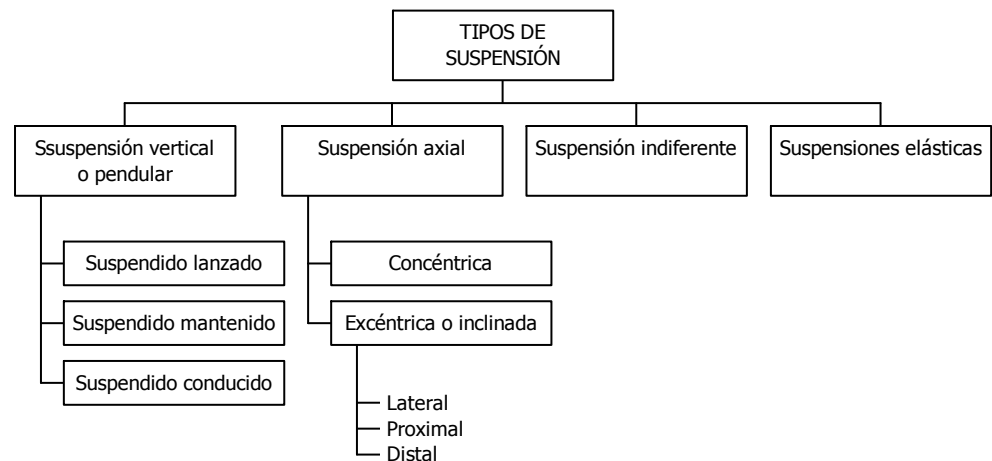 TIPOS DE
SUSPENSIÓN
Ssuspensión vertical
o pendular
Suspensión axial
Suspensión indiferente
Suspensiones elásticas
Suspendido lanzado
Suspendido mantenido
Suspendido conducido
Concéntrica
Excéntrica o inclinada
Lateral
Proximal
Distal